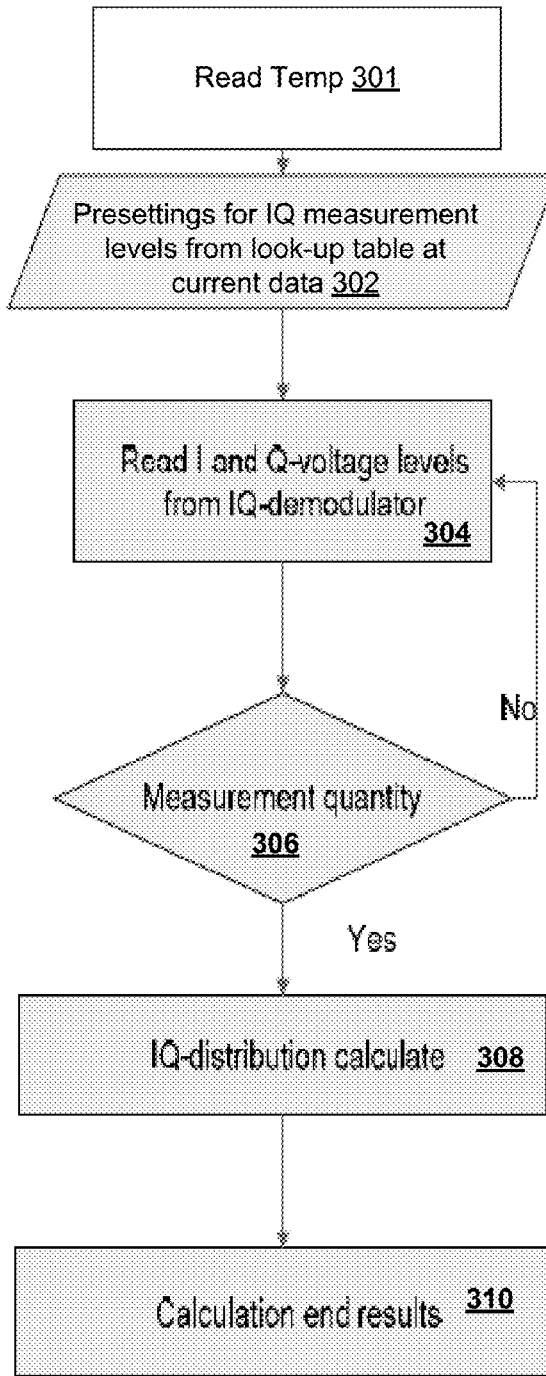 Read Temp 301
Presettings for IQ measurement
levels from look-up table at
current data 302
Read I and Q-voltage levels
from IQ-demodulator
304
No
Measurement quantity
306
Yes
IQ-distribution calculate 308
Calculation end results 310